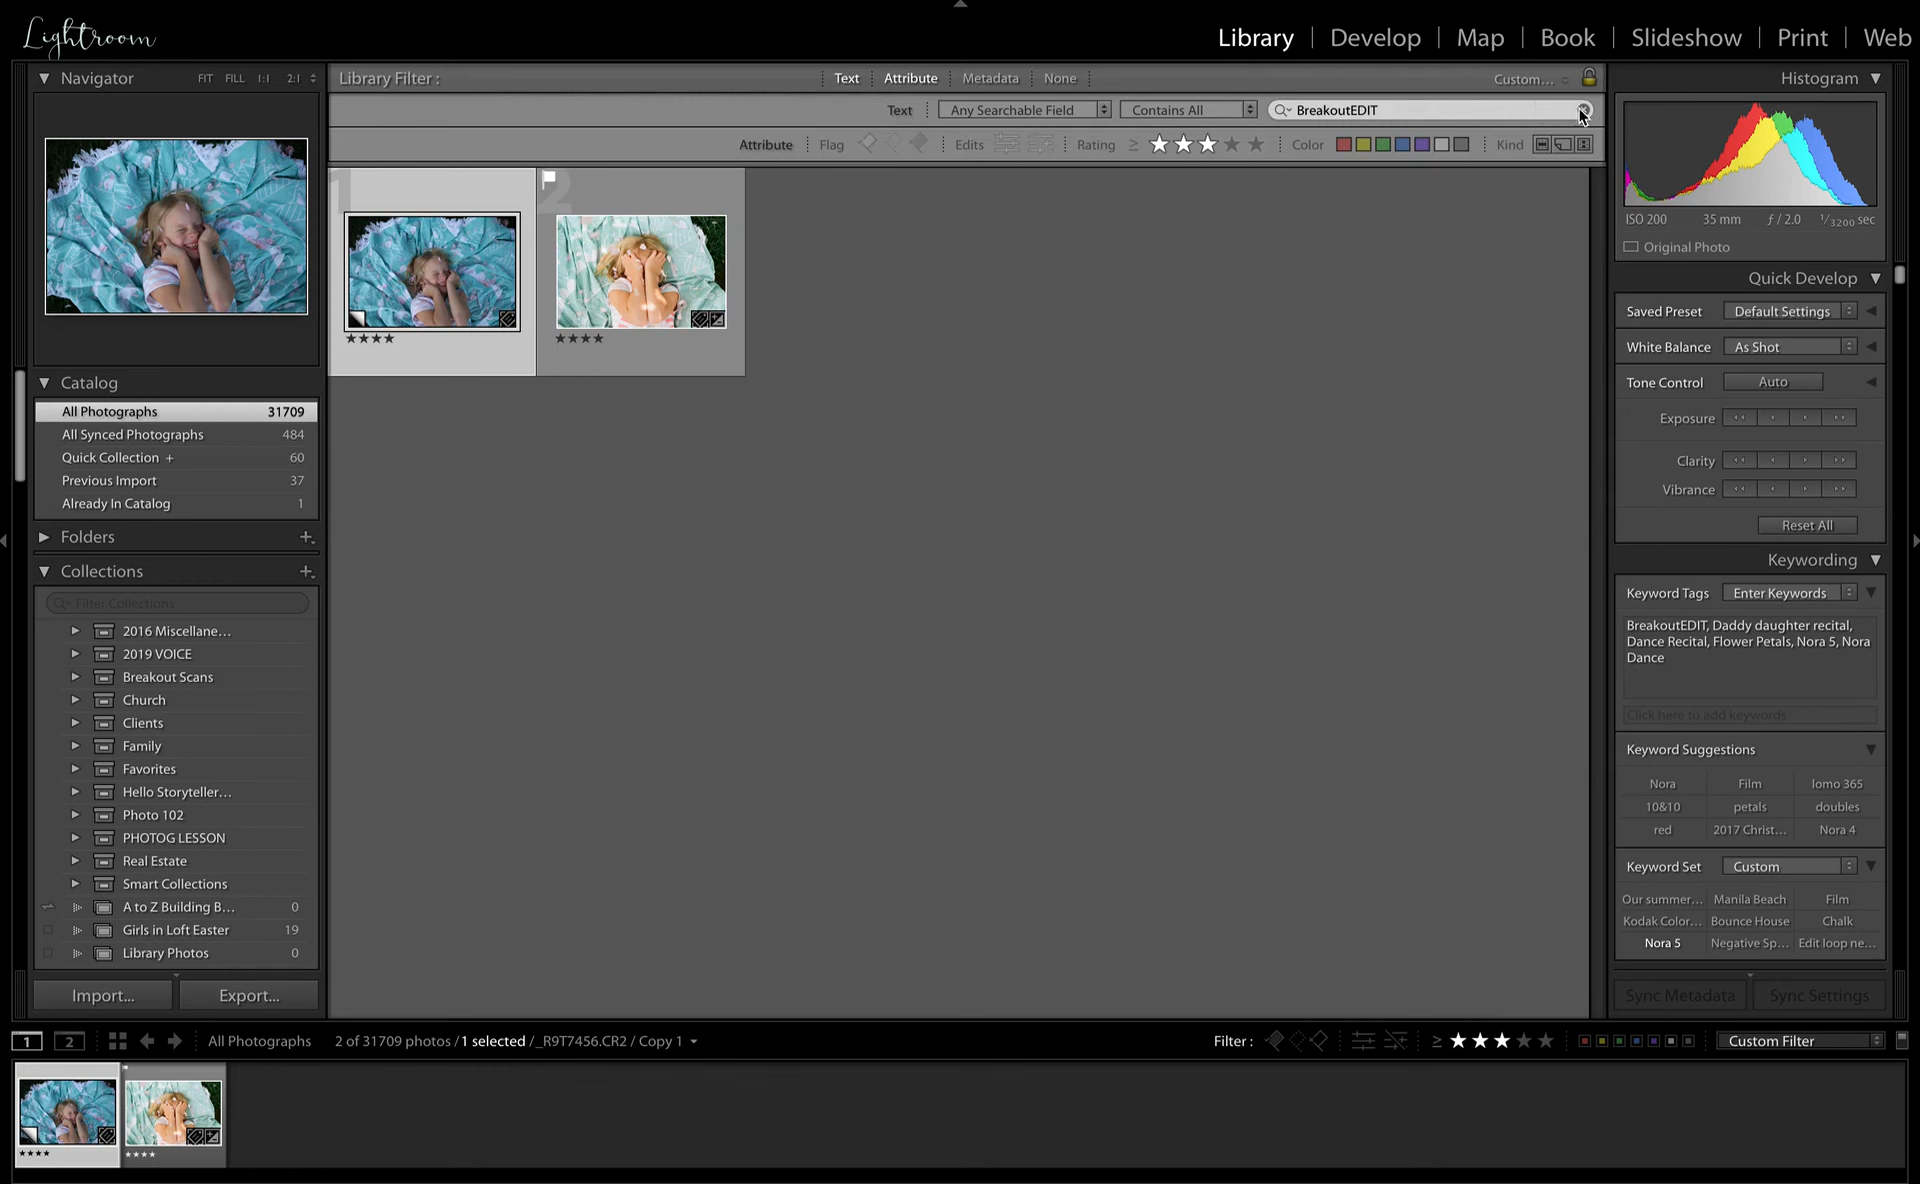 Lightroom
Library | Develop | Map | Book | Slideshow | Print | Web
Navigator FIT FILL 1:1 2:1
Library Filter : Text Attribute Metadata None Custom...
Histogram
Text Any Searchable Field Contains All BreakoutEDIT
Attribute Flag Edits Rating ≥ ★★★★★ Color Kind
1
2
ISO 200 35 mm ƒ / 2.0 1/3200 sec
Original Photo
Quick Develop
Saved Preset Default Settings
White Balance As Shot
Tone Control Auto
Exposure
Clarity
Vibrance
Reset All
★★★★
★★★★
Catalog
All Photographs 31709
All Synced Photographs 484
Quick Collection + 60
Previous Import 37
Already In Catalog 1
Folders
Collections
Filter Collections
2016 Miscellane...
2019 VOICE
Breakout Scans
Church
Clients
Family
Favorites
Hello Storyteller...
Photo 102
PHOTOG LESSON
Real Estate
Smart Collections
A to Z Building B... 0
Girls in Loft Easter 19
Library Photos 0
Import... Export...
Keywording
Keyword Tags Enter Keywords
BreakoutEDIT, Daddy daughter recital,
Dance Recital, Flower Petals, Nora 5, Nora
Dance
Click here to add keywords
Keyword Suggestions
Nora Film lomo 365
10&10 petals doubles
red 2017 Christ... Nora 4
Keyword Set Custom
Our summer... Manila Beach Film
Kodak Color... Bounce House Chalk
Nora 5 Negative Sp... Edit loop ne...
Sync Metadata Sync Settings
1 2 All Photographs 2 of 31709 photos / 1 selected / _R9T7456.CR2 / Copy 1 Filter : ≥ ★★★★★ Custom Filter
★★★★
★★★★